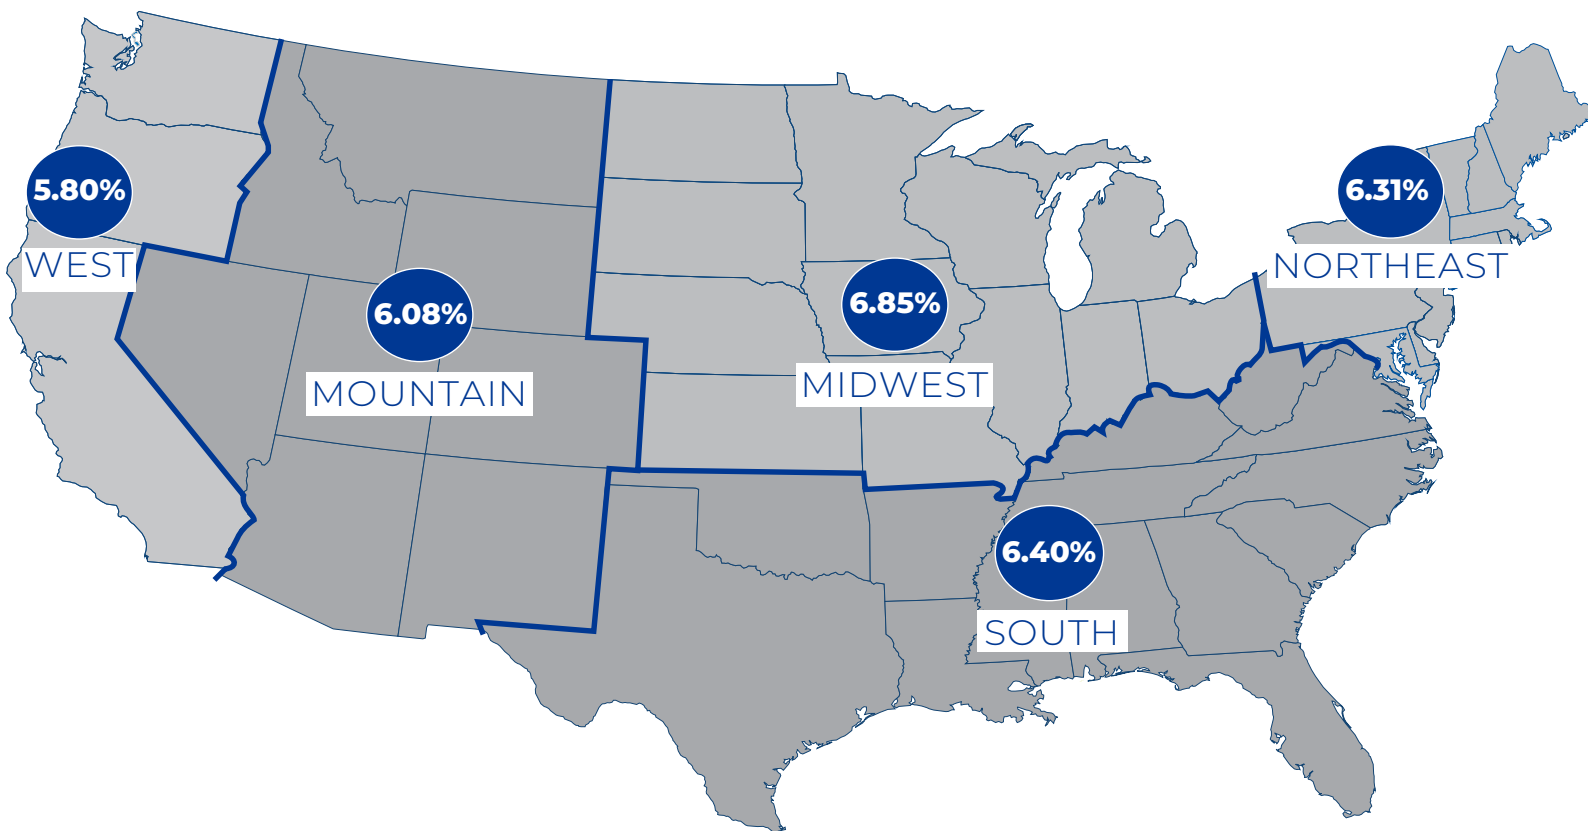 5.80%
WEST
6.08%
MOUNTAIN
6.85%
MIDWEST
6.31%
NORTHEAST
6.40%
SOUTH